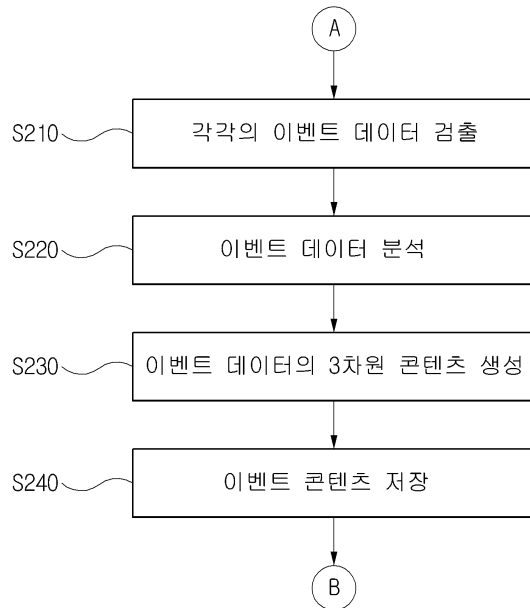 A
S210
각각의 이벤트 데이터 검출
S220
이벤트 데이터 분석
S230
이벤트 데이터의 3차원 콘텐츠 생성
S240
이벤트 콘텐츠 저장
B